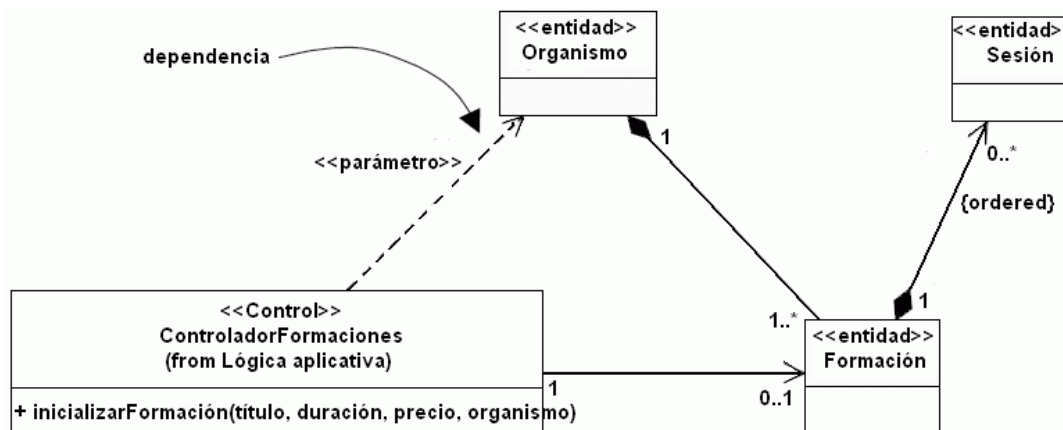 <<entidad>>
Organismo
<<entidad>
Sesión
dependencia
1
<<parámetro>>
0..*
{ordered}
<<Control>>
ControladorFormaciones
(from Lógica aplicativa)
+ inicializarFormación(título, duración, precio, organismo)
1
0..1
1..*
1
<<entidad>>
Formación